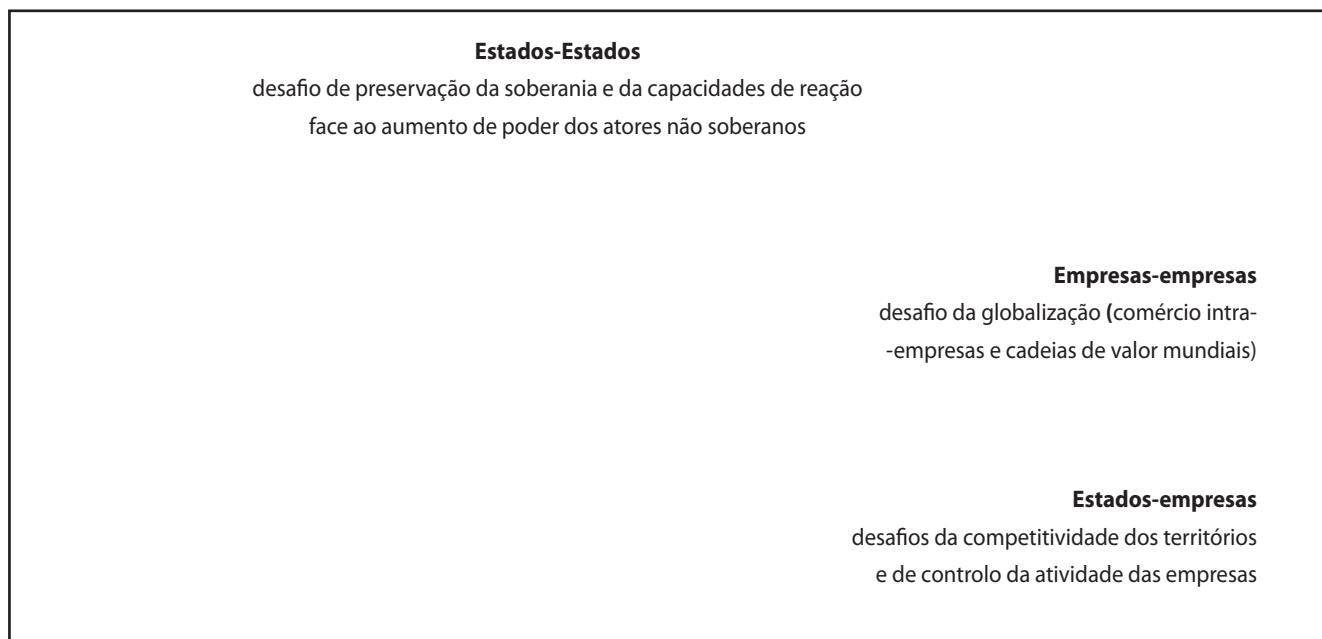 Estados-Estados
desafio de preservação da soberania e da capacidades de reação
face ao aumento de poder dos atores não soberanos
Empresas-empresas
desafio da globalização (comércio intra-
-empresas e cadeias de valor mundiais)
Estados-empresas
desafios da competitividade dos territórios
e de controlo da atividade das empresas